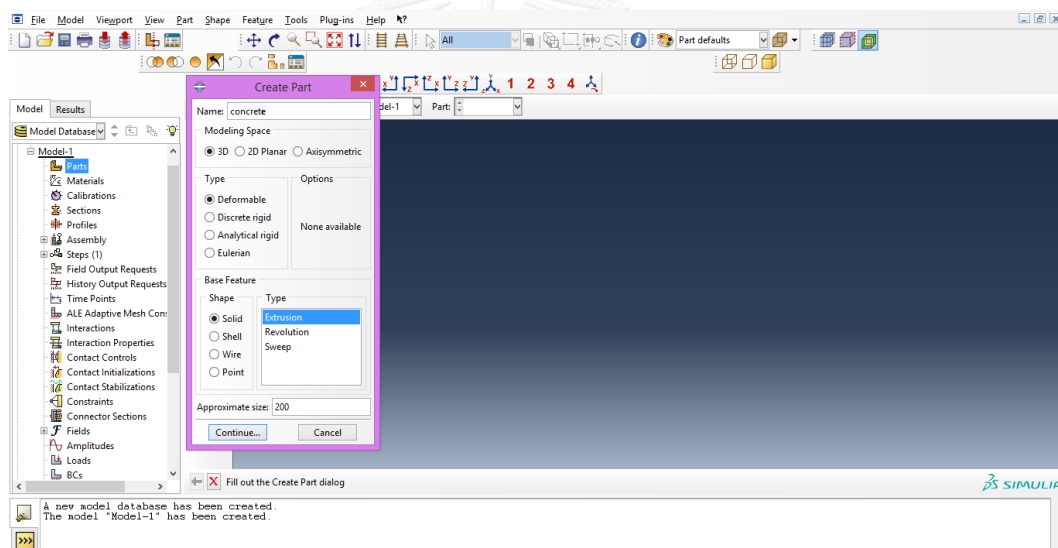 File Model Viewport View Part Shape Feature Tools Plug-ins Help
All Part defaults
1 2 3 4
Model Results
del-1 Part:
Model Database
Model-1
Parts
Materials
Calibrations
Sections
Profiles
Assembly
Steps (1)
Field Output Requests
History Output Requests
Time Points
ALE Adaptive Mesh Con
Interactions
Interaction Properties
Contact Controls
Contact Initializations
Contact Stabilizations
Constraints
Connector Sections
Fields
Amplitudes
Loads
BCs
Create Part
Name: concrete
Modeling Space
3D 2D Planar Axisymmetric
Type Options
Deformable
Discrete rigid
Analytical rigid
Eulerian
None available
Base Feature
Shape Type
Solid
Shell
Wire
Point
Extrusion
Revolution
Sweep
Approximate size: 200
Continue... Cancel
Fill out the Create Part dialog
SIMULIA
A new model database has been created.
The model "Model-1" has been created.
>>>